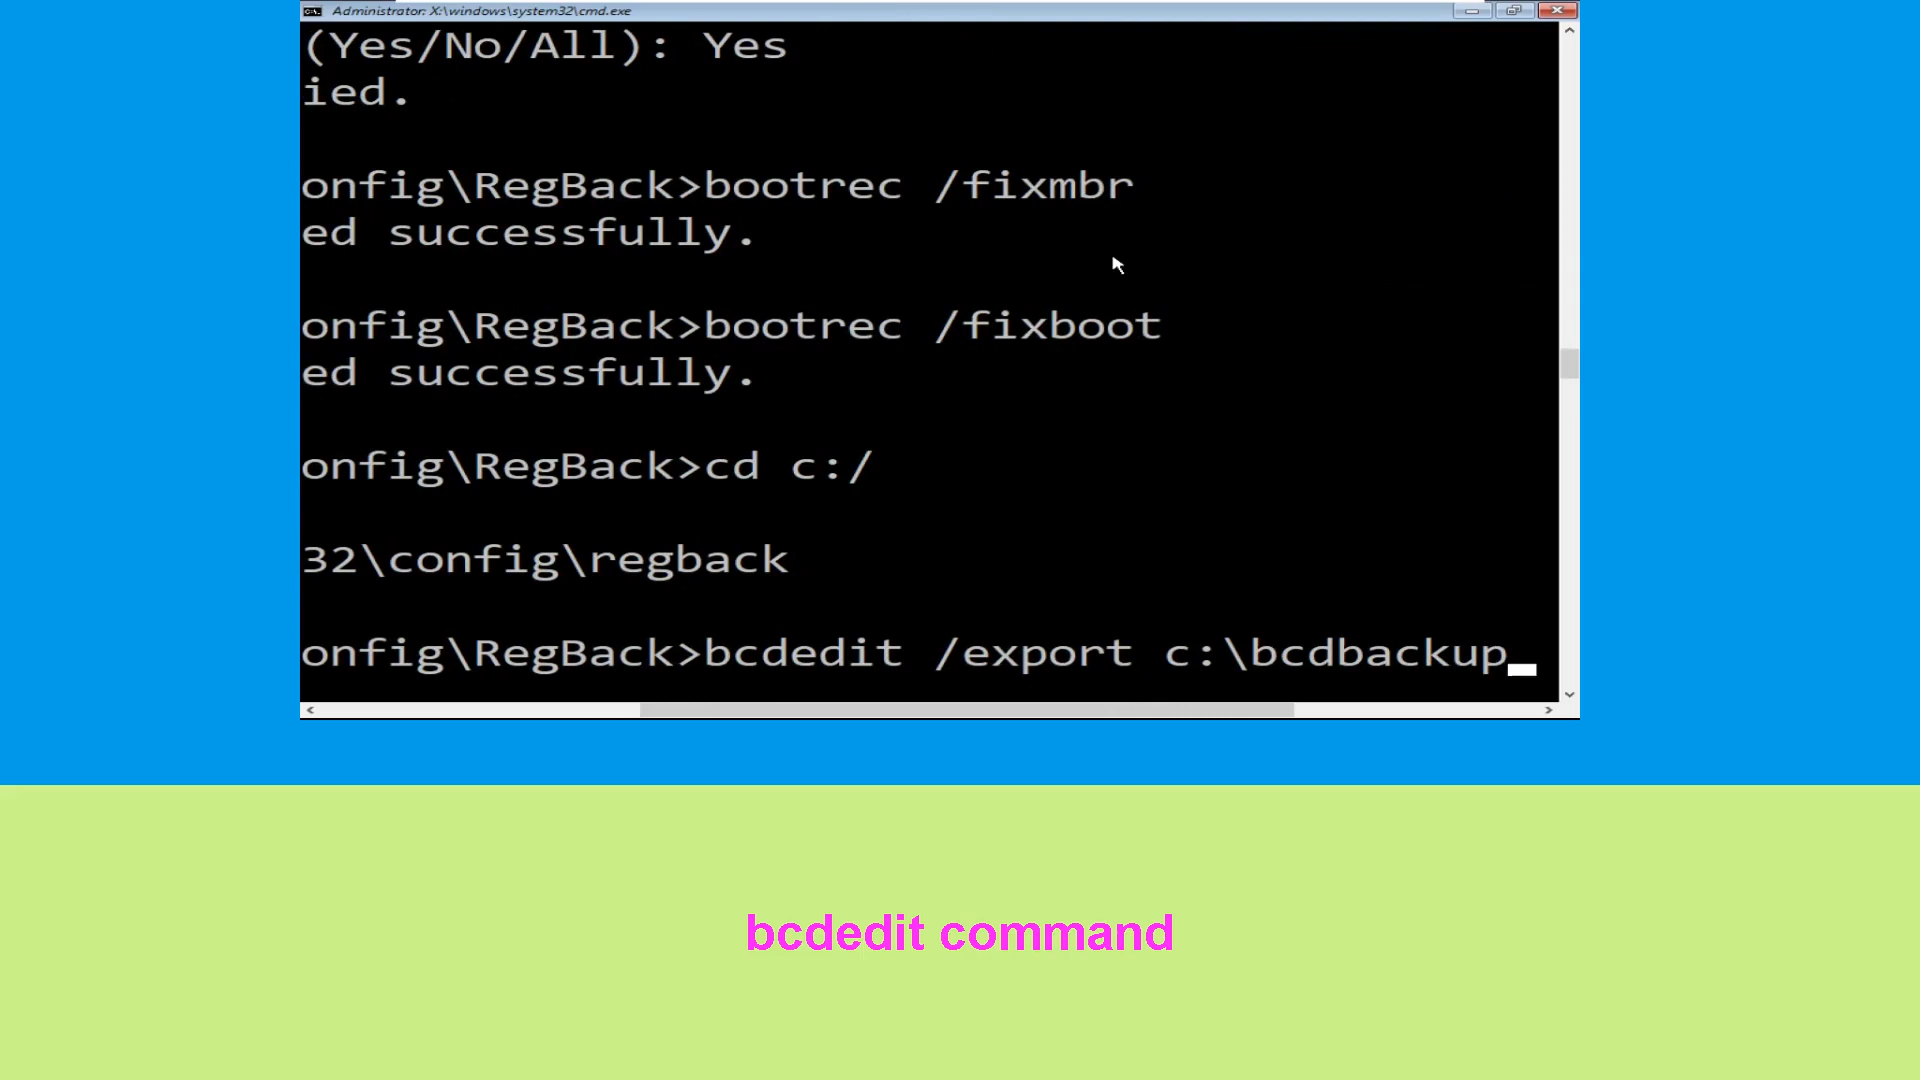 Administrator: X:\windows\system32\cmd.exe
(Yes/No/All): Yes
ied.
onfig\RegBack>bootrec /fixmbr
ed successfully.
onfig\RegBack>bootrec /fixboot
ed successfully.
onfig\RegBack>cd c:/
32\config\regback
onfig\RegBack>bcdedit /export c:\bcdbackup
bcdedit command